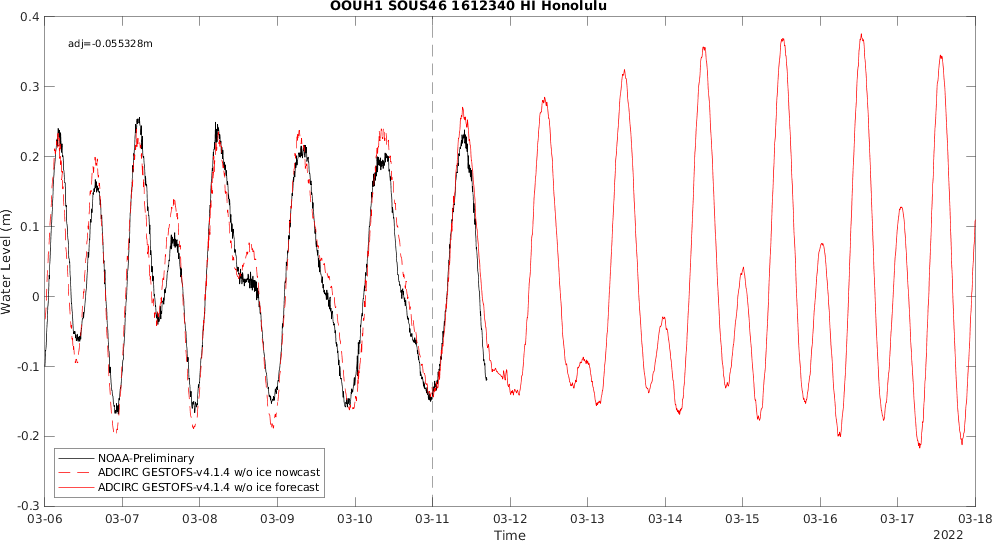 OOUH1 SOUS46 1612340 HI Honolulu
adj=-0.055328m
0.4
0.3
0.2
0.1
0
-0.1
-0.2
-0.3
Water Level (m)
NOAA-Preliminary
ADCIRC GESTOFS-v4.1.4 w/o ice nowcast
ADCIRC GESTOFS-v4.1.4 w/o ice forecast
03-06 03-07 03-08 03-09 03-10 03-11 03-12 03-13 03-14 03-15 03-16 03-17 03-18
Time
2022